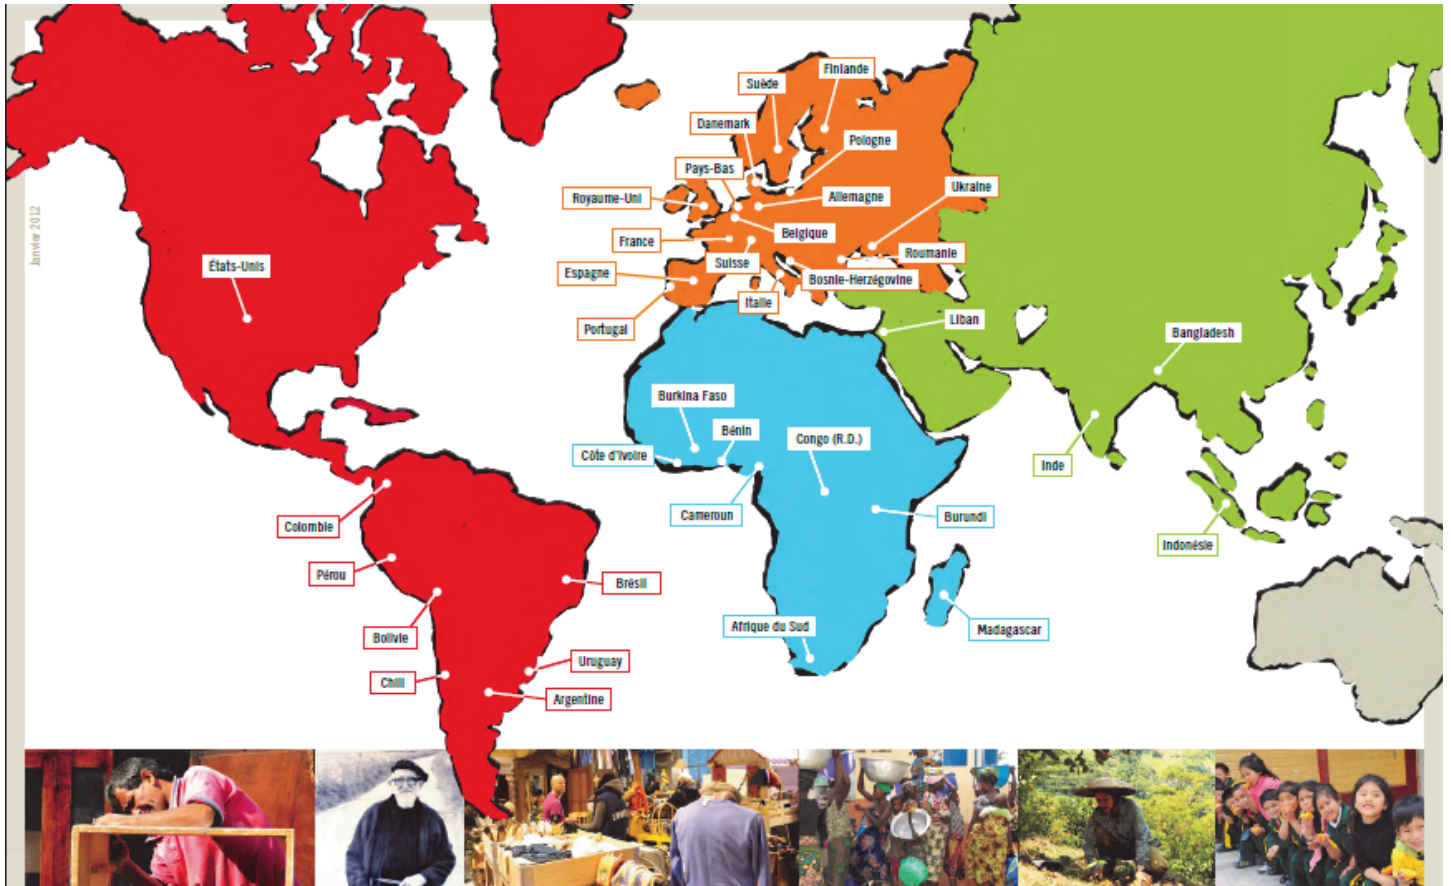 Finlande
Suède
Danemark
Pologne
Pays-Bas
Ukraine
Royaume-Uni
Allemagne
Belgique
France
Roumanie
Suisse
Espagne
Bosnie-Herzégovine
Italie
Portugal
Janvier 2012
États-Unis
Liban
Bangladesh
Burkina Faso
Bénin
Congo (R.D.)
Côte d'Ivoire
Inde
Cameroun
Burundi
Colombie
Indonésie
Pérou
Brésil
Afrique du Sud
Madagascar
Bolivie
Uruguay
Chili
Argentine